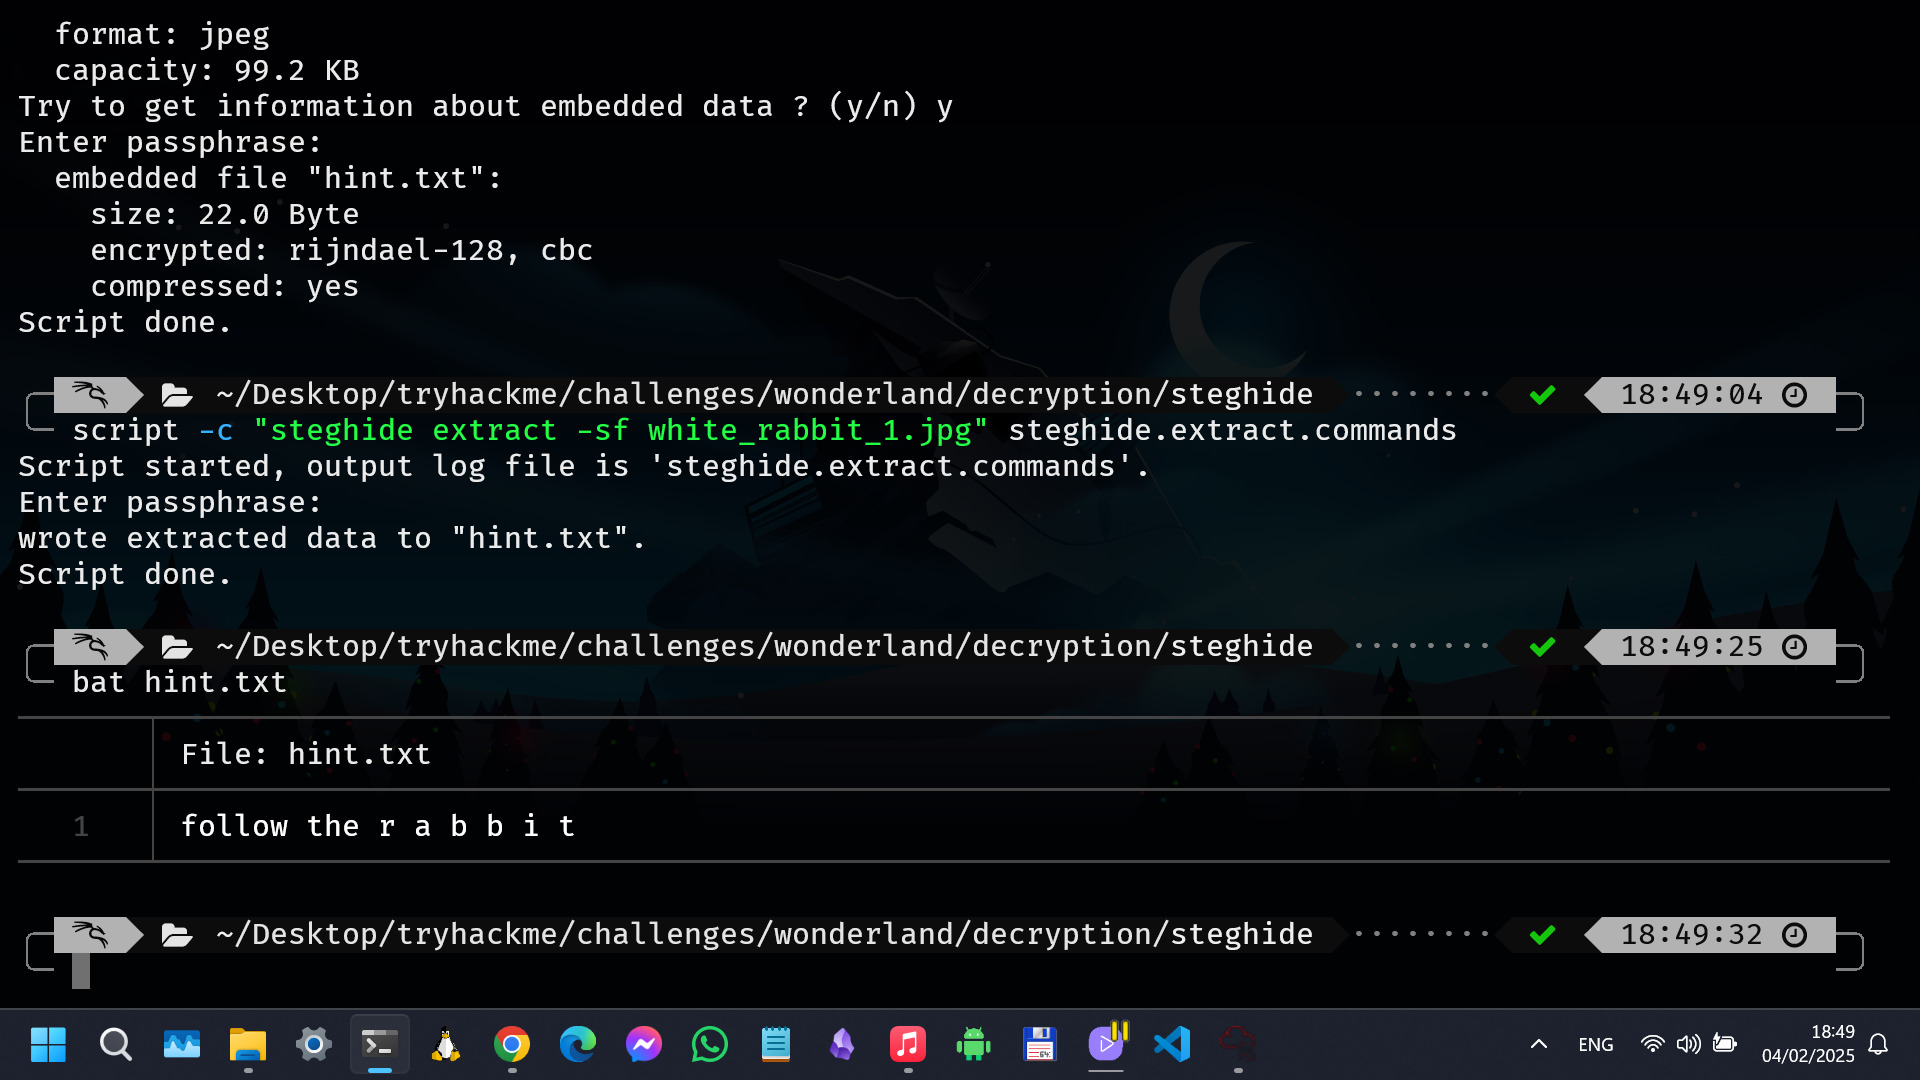 format: jpeg
capacity: 99.2 KB
Try to get information about embedded data ? (y/n) y
Enter passphrase:
embedded file "hint.txt":
size: 22.0 Byte
encrypted: rijndael-128, cbc
compressed: yes
Script done.
~/Desktop/tryhackme/challenges/wonderland/decryption/steghide 18:49:04
script -c "steghide extract -sf white_rabbit_1.jpg" steghide.extract.commands
Script started, output log file is 'steghide.extract.commands'.
Enter passphrase:
wrote extracted data to "hint.txt".
Script done.
~/Desktop/tryhackme/challenges/wonderland/decryption/steghide 18:49:25
bat hint.txt
File: hint.txt
1 follow the r a b b i t
~/Desktop/tryhackme/challenges/wonderland/decryption/steghide 18:49:32
64
ENG
18:49
04/02/2025